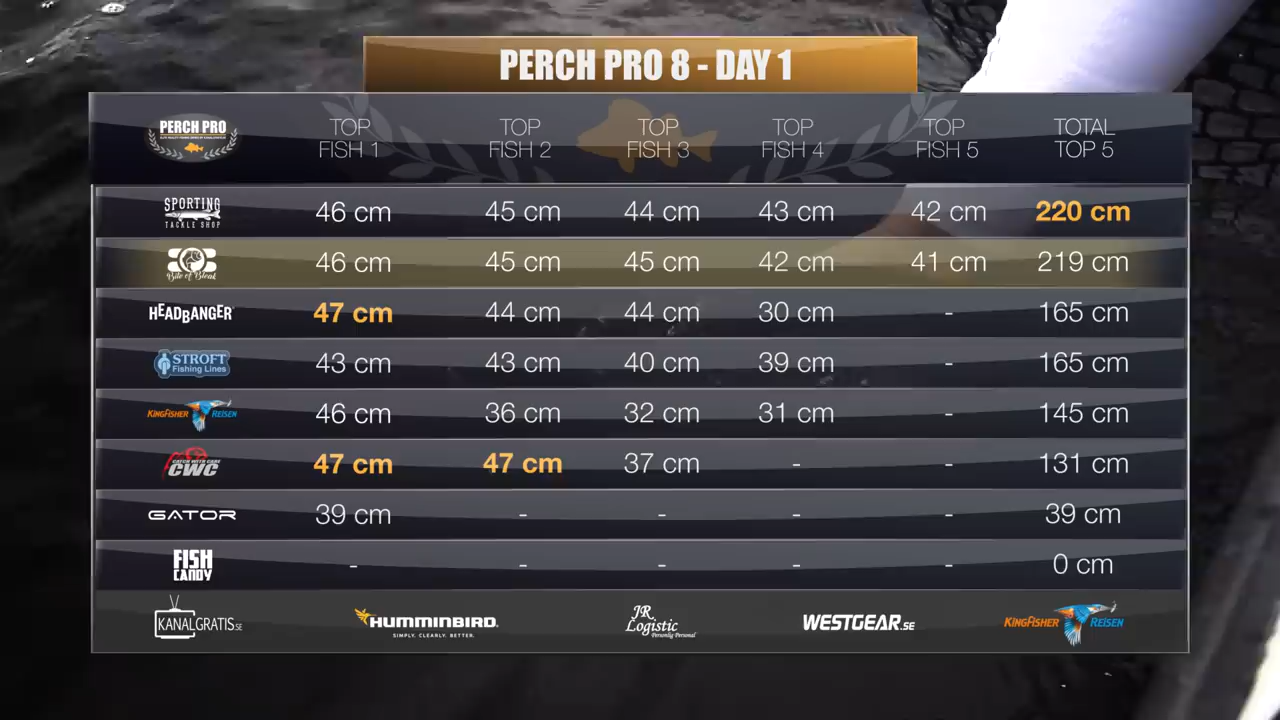 PERCH PRO 8 - DAY 1
PERCH PRO TOP FISH 1 TOP FISH 2 TOP FISH 3 TOP FISH 4 TOP FISH 5 TOTAL TOP 5
SPORTING TACKLE SHOP 46 cm 45 cm 44 cm 43 cm 42 cm 220 cm
Bite of Bleak 46 cm 45 cm 45 cm 42 cm 41 cm 219 cm
HEADBANGER 47 cm 44 cm 44 cm 30 cm - 165 cm
STROFT Fishing Lines 43 cm 43 cm 40 cm 39 cm - 165 cm
KINGFISHER REISEN 46 cm 36 cm 32 cm 31 cm - 145 cm
CATCH WITH CARE CWC 47 cm 47 cm 37 cm - - 131 cm
GATOR 39 cm - - - - 39 cm
FISH CANDY - - - - - 0 cm
KANALGRATIS.SE HUMMINBIRD. SIMPLY. CLEARLY. BETTER. JR Logistic Personlig Personal WESTGEAR.SE KINGFISHER REISEN